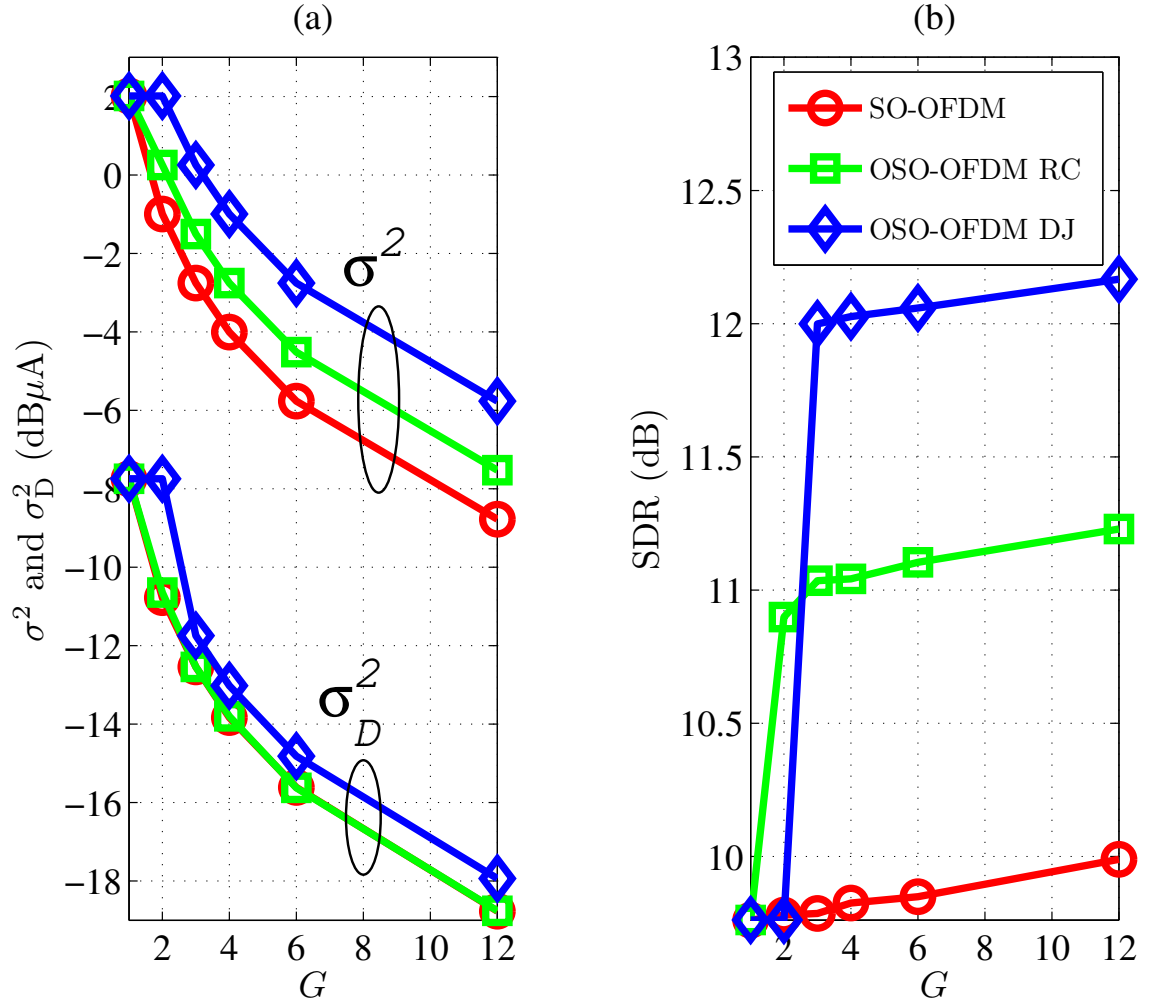 (a)
2
0
−2
−4
−6
−8
−10
−12
−14
−16
−18
2 4 6 8 10 12
G
σ² and σ²_D (dBμA)
σ²
σ²_D
(b)
13
12.5
12
11.5
11
10.5
10
2 4 6 8 10 12
G
SDR (dB)
SO-OFDM
OSO-OFDM RC
OSO-OFDM DJ